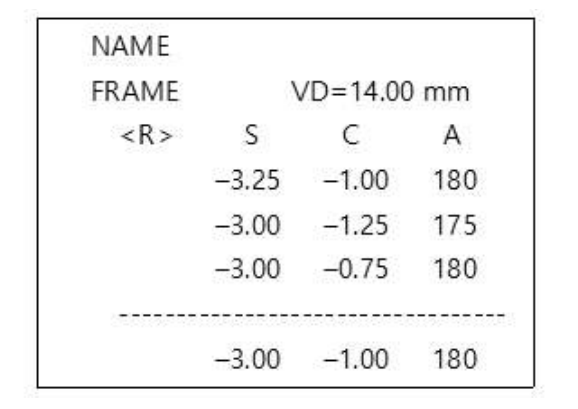 NAME
FRAME VD=14.00 mm
<R> S C A
–3.25 –1.00 180
–3.00 –1.25 175
–3.00 –0.75 180
---------------------------------
–3.00 –1.00 180